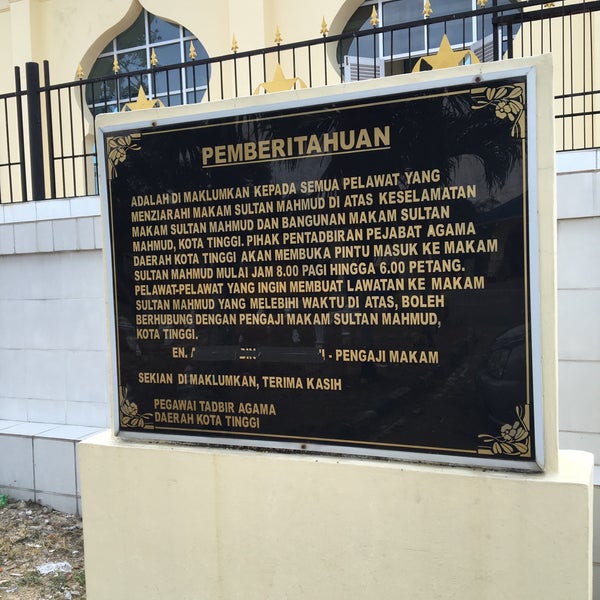 PEMBERITAHUAN
ADALAH DI MAKLUMKAN KEPADA SEMUA PELAWAT YANG
MENZIARAHI MAKAM SULTAN MAHMUD DI ATAS KESELAMATAN
MAKAM SULTAN MAHMUD DAN BANGUNAN MAKAM SULTAN
MAHMUD, KOTA TINGGI. PIHAK PENTADBIRAN PEJABAT AGAMA
DAERAH KOTA TINGGI AKAN MEMBUKA PINTU MASUK KE MAKAM
SULTAN MAHMUD MULAI JAM 8.00 PAGI HINGGA 6.00 PETANG.
PELAWAT-PELAWAT YANG INGIN MEMBUAT LAWATAN KE MAKAM
SULTAN MAHMUD YANG MELEBIHI WAKTU DI ATAS, BOLEH
BERHUBUNG DENGAN PENGAJI MAKAM SULTAN MAHMUD,
KOTA TINGGI.
EN. - PENGAJI MAKAM
SEKIAN DI MAKLUMKAN, TERIMA KASIH
PEGAWAI TADBIR AGAMA
DAERAH KOTA TINGGI